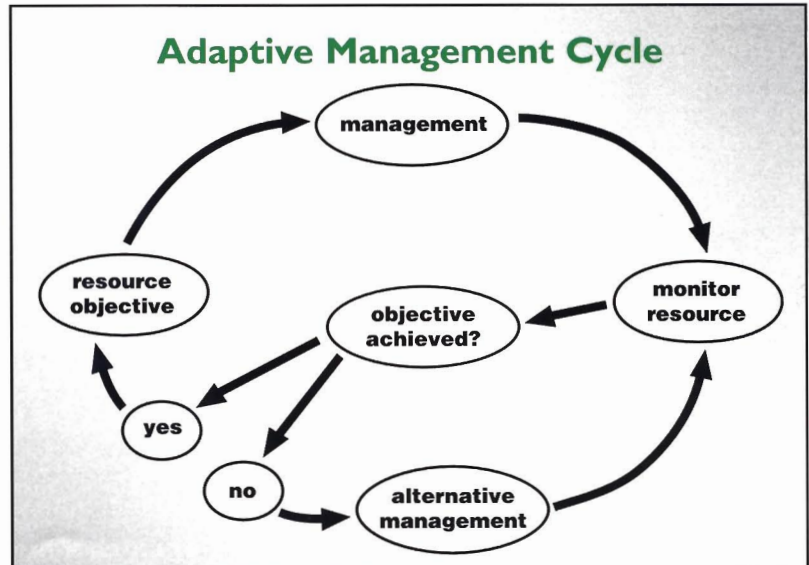 Adaptive Management Cycle
management
resource
objective
monitor
resource
objective
achieved?
yes
no
alternative
management